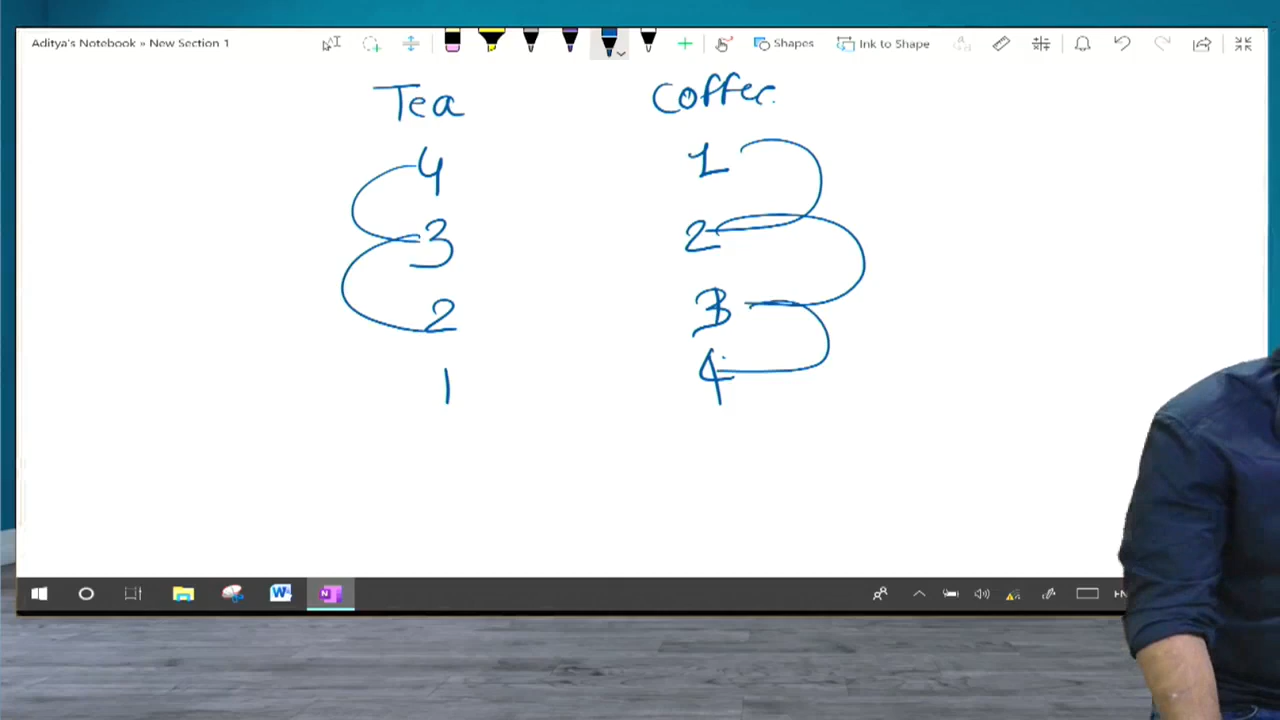 Aditya's Notebook » New Section 1
Shapes
Ink to Shape
Tea Coffee
4 1
3 2
2 3
1 4